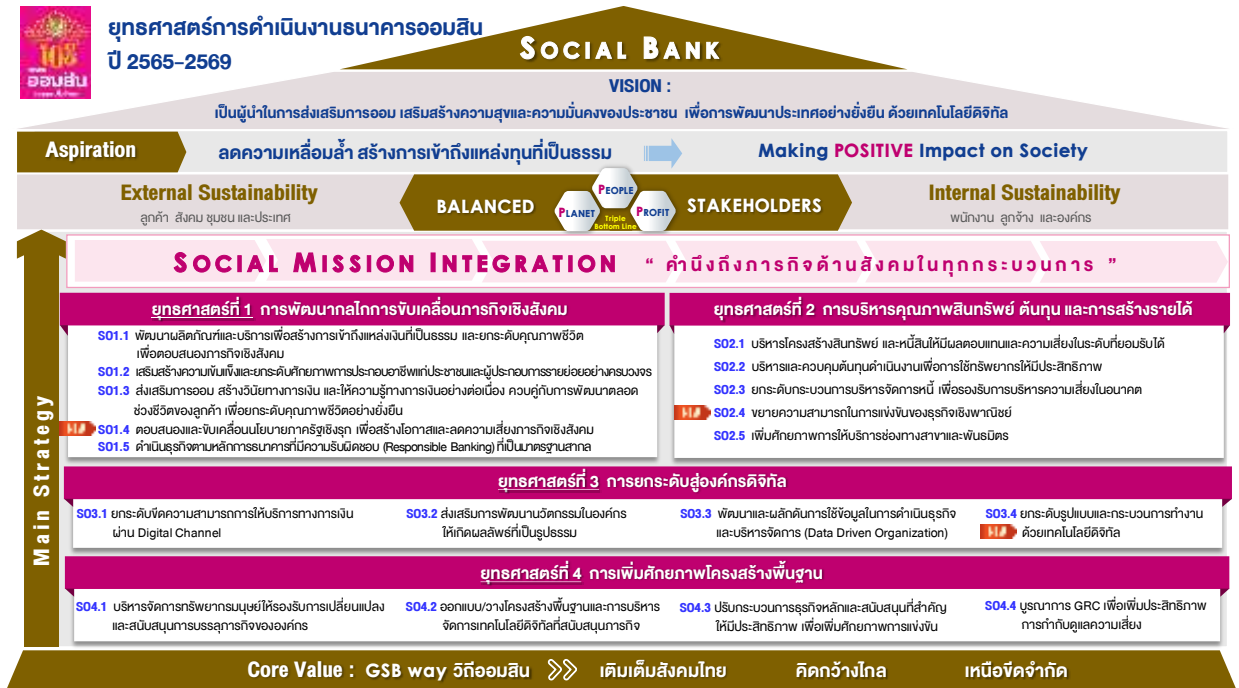 108
ออมสิน
ยุทธศาสตร์การดำเนินงานธนาคารออมสิน
ปี 2565-2569
SOCIAL BANK
VISION :
เป็นผู้นำในการส่งเสริมการออม เสริมสร้างความสุขและความมั่นคงของประชาชน เพื่อการพัฒนาประเทศอย่างยั่งยืน ด้วยเทคโนโลยีดิจิทัล
Aspiration
ลดความเหลื่อมล้ำ สร้างการเข้าถึงแหล่งทุนที่เป็นธรรม
Making POSITIVE Impact on Society
External Sustainability
ลูกค้า สังคม ชุมชน และประเทศ
BALANCED
PEOPLE
PLANET
PROFIT
Triple
Bottom Line
STAKEHOLDERS
Internal Sustainability
พนักงาน ลูกจ้าง และองค์กร
SOCIAL MISSION INTEGRATION “ คำนึงถึงภารกิจด้านสังคมในทุกกระบวนการ ”
Main Strategy
ยุทธศาสตร์ที่ 1 การพัฒนากลไกการขับเคลื่อนภารกิจเชิงสังคม
SO1.1 พัฒนาผลิตภัณฑ์และบริการเพื่อสร้างการเข้าถึงแหล่งเงินที่เป็นธรรม และยกระดับคุณภาพชีวิต
เพื่อตอบสนองภารกิจเชิงสังคม
SO1.2 เสริมสร้างความเข้มแข็งและยกระดับศักยภาพการประกอบอาชีพแก่ประชาชนและผู้ประกอบการรายย่อยอย่างครบวงจร
SO1.3 ส่งเสริมการออม สร้างวินัยทางการเงิน และให้ความรู้ทางการเงินอย่างต่อเนื่อง ควบคู่กับการพัฒนาตลอด
ช่วงชีวิตของลูกค้า เพื่อยกระดับคุณภาพชีวิตอย่างยั่งยืน
SO1.4 ตอบสนองและขับเคลื่อนนโยบายภาครัฐเชิงรุก เพื่อสร้างโอกาสและลดความเสี่ยงภารกิจเชิงสังคม
SO1.5 ดำเนินธุรกิจตามหลักการธนาคารที่มีความรับผิดชอบ (Responsible Banking) ที่เป็นมาตรฐานสากล
ยุทธศาสตร์ที่ 2 การบริหารคุณภาพสินทรัพย์ ต้นทุน และการสร้างรายได้
SO2.1 บริหารโครงสร้างสินทรัพย์ และหนี้สินให้มีผลตอบแทนและความเสี่ยงในระดับที่ยอมรับได้
SO2.2 บริหารและควบคุมต้นทุนดำเนินงานเพื่อการใช้ทรัพยากรให้มีประสิทธิภาพ
SO2.3 ยกระดับกระบวนการบริหารจัดการหนี้ เพื่อรองรับการบริหารความเสี่ยงในอนาคต
SO2.4 ขยายความสามารถในการแข่งขันของธุรกิจเชิงพาณิชย์
SO2.5 เพิ่มศักยภาพการให้บริการช่องทางสาขาและพันธมิตร
ยุทธศาสตร์ที่ 3 การยกระดับสู่องค์กรดิจิทัล
SO3.1 ยกระดับขีดความสามารถการให้บริการทางการเงิน
ผ่าน Digital Channel
SO3.2 ส่งเสริมการพัฒนานวัตกรรมในองค์กร
ให้เกิดผลลัพธ์ที่เป็นรูปธรรม
SO3.3 พัฒนาและผลักดันการใช้ข้อมูลในการดำเนินธุรกิจ
และบริหารจัดการ (Data Driven Organization)
SO3.4 ยกระดับรูปแบบและกระบวนการทำงาน
ด้วยเทคโนโลยีดิจิทัล
ยุทธศาสตร์ที่ 4 การเพิ่มศักยภาพโครงสร้างพื้นฐาน
SO4.1 บริหารจัดการทรัพยากรมนุษย์ให้รองรับการเปลี่ยนแปลง
และสนับสนุนการบรรลุภารกิจขององค์กร
SO4.2 ออกแบบ/วางโครงสร้างพื้นฐานและการบริหาร
จัดการเทคโนโลยีดิจิทัลที่สนับสนุนภารกิจ
SO4.3 ปรับกระบวนการธุรกิจหลักและสนับสนุนที่สำคัญ
ให้มีประสิทธิภาพ เพื่อเพิ่มศักยภาพการแข่งขัน
SO4.4 บูรณาการ GRC เพื่อเพิ่มประสิทธิภาพ
การกำกับดูแลความเสี่ยง
Core Value : GSB way วิถีออมสิน เติมเต็มสังคมไทย คิดกว้างไกล เหนือขีดจำกัด